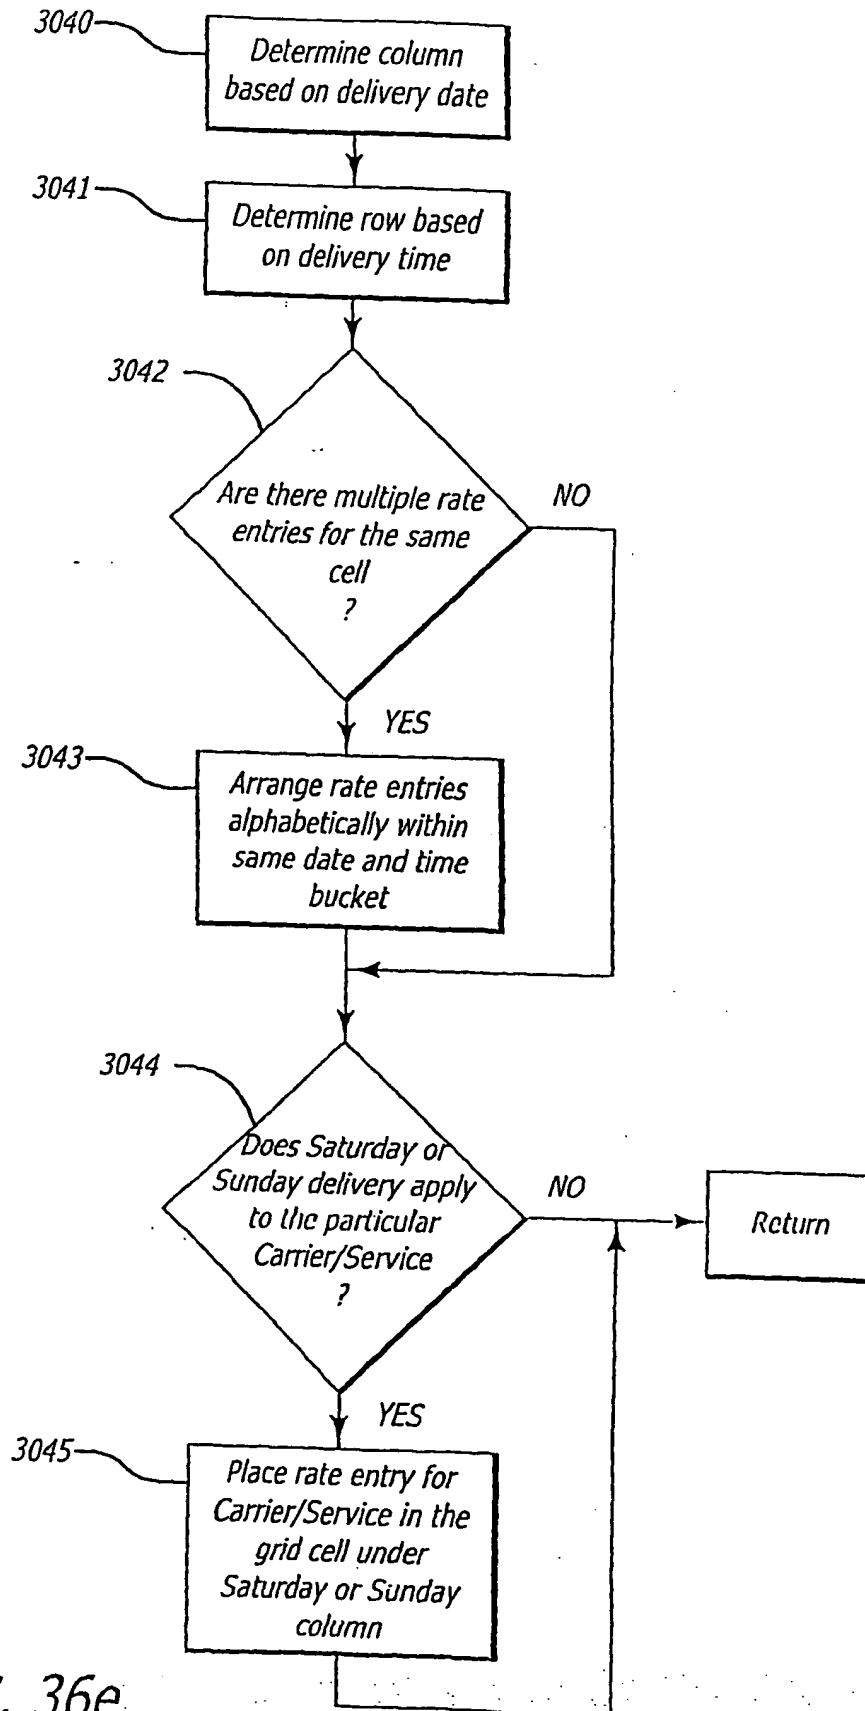 3040
Determine column
based on delivery date
3041
Determine row based
on delivery time
3042
Are there multiple rate
entries for the same
cell
?
NO
YES
3043
Arrange rate entries
alphabetically within
same date and time
bucket
3044
Does Saturday or
Sunday delivery apply
to the particular
Carrier/Service
?
NO
Return
YES
3045
Place rate entry for
Carrier/Service in the
grid cell under
Saturday or Sunday
column
36e